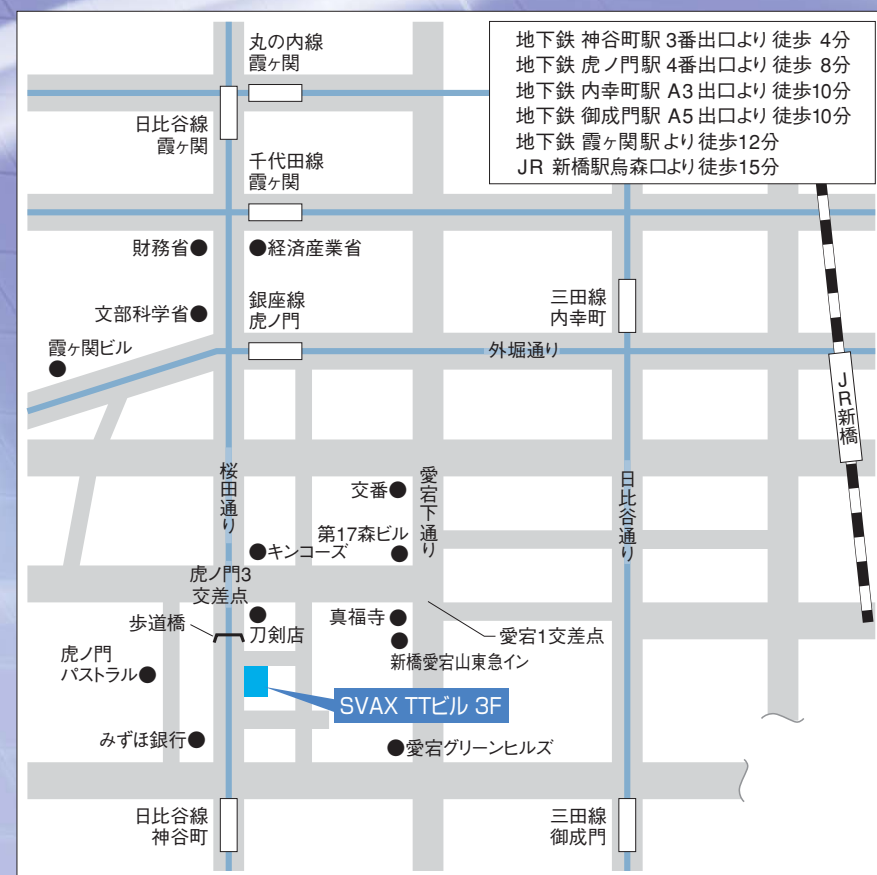 丸の内線
霞ヶ関
地下鉄 神谷町駅 3番出口より 徒歩 4分
地下鉄 虎ノ門駅 4番出口より 徒歩 8分
地下鉄 内幸町駅 A3 出口より 徒歩10分
地下鉄 御成門駅 A5 出口より 徒歩10分
地下鉄 霞ヶ関駅 より 徒歩12分
JR 新橋駅烏森口より 徒歩15分
日比谷線
霞ヶ関
千代田線
霞ヶ関
財務省
経済産業省
文部科学省
銀座線
虎ノ門
三田線
内幸町
霞ヶ関ビル
外堀通り
JR新橋
桜田通り
交番
愛宕下通り
日比谷通り
第17森ビル
キンコーズ
虎ノ門3
交差点
歩道橋
刀剣店
真福寺
愛宕1交差点
新橋愛宕山東急イン
虎ノ門
パストラル
SVAX TTビル 3F
みずほ銀行
愛宕グリーンヒルズ
日比谷線
神谷町
三田線
御成門